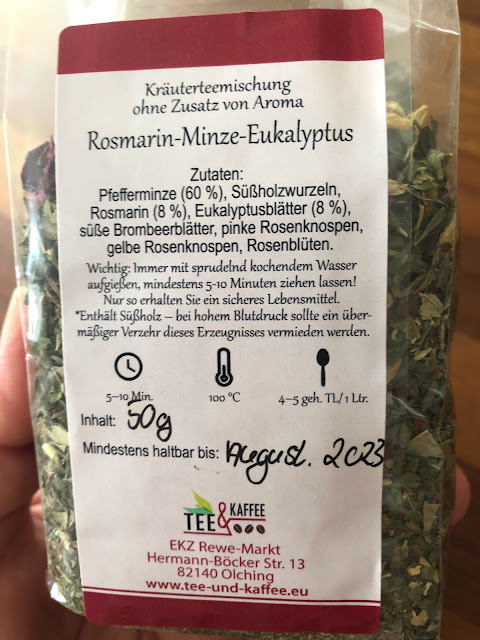 Kräuterteemischung
ohne Zusatz von Aroma
Rosmarin-Minze-Eukalyptus
Zutaten:
Pfefferminze (60 %), Süßholzwurzeln,
Rosmarin (8 %), Eukalyptusblätter (8 %),
süße Brombeerblätter, pinke Rosenknospen,
gelbe Rosenknospen, Rosenblüten.
Wichtig: Immer mit sprudelnd kochendem Wasser
aufgießen, mindestens 5-10 Minuten ziehen lassen!
Nur so erhalten Sie ein sicheres Lebensmittel.
*Enthält Süßholz – bei hohem Blutdruck sollte ein über-
mäßiger Verzehr dieses Erzeugnisses vermieden werden.
5–10 Min. 100 °C 4–5 geh. TL/1 Ltr.
Inhalt: 50g
Mindestens haltbar bis: August. 2023
TEE & KAFFEE
EKZ Rewe-Markt
Hermann-Böcker Str. 13
82140 Olching
www.tee-und-kaffee.eu